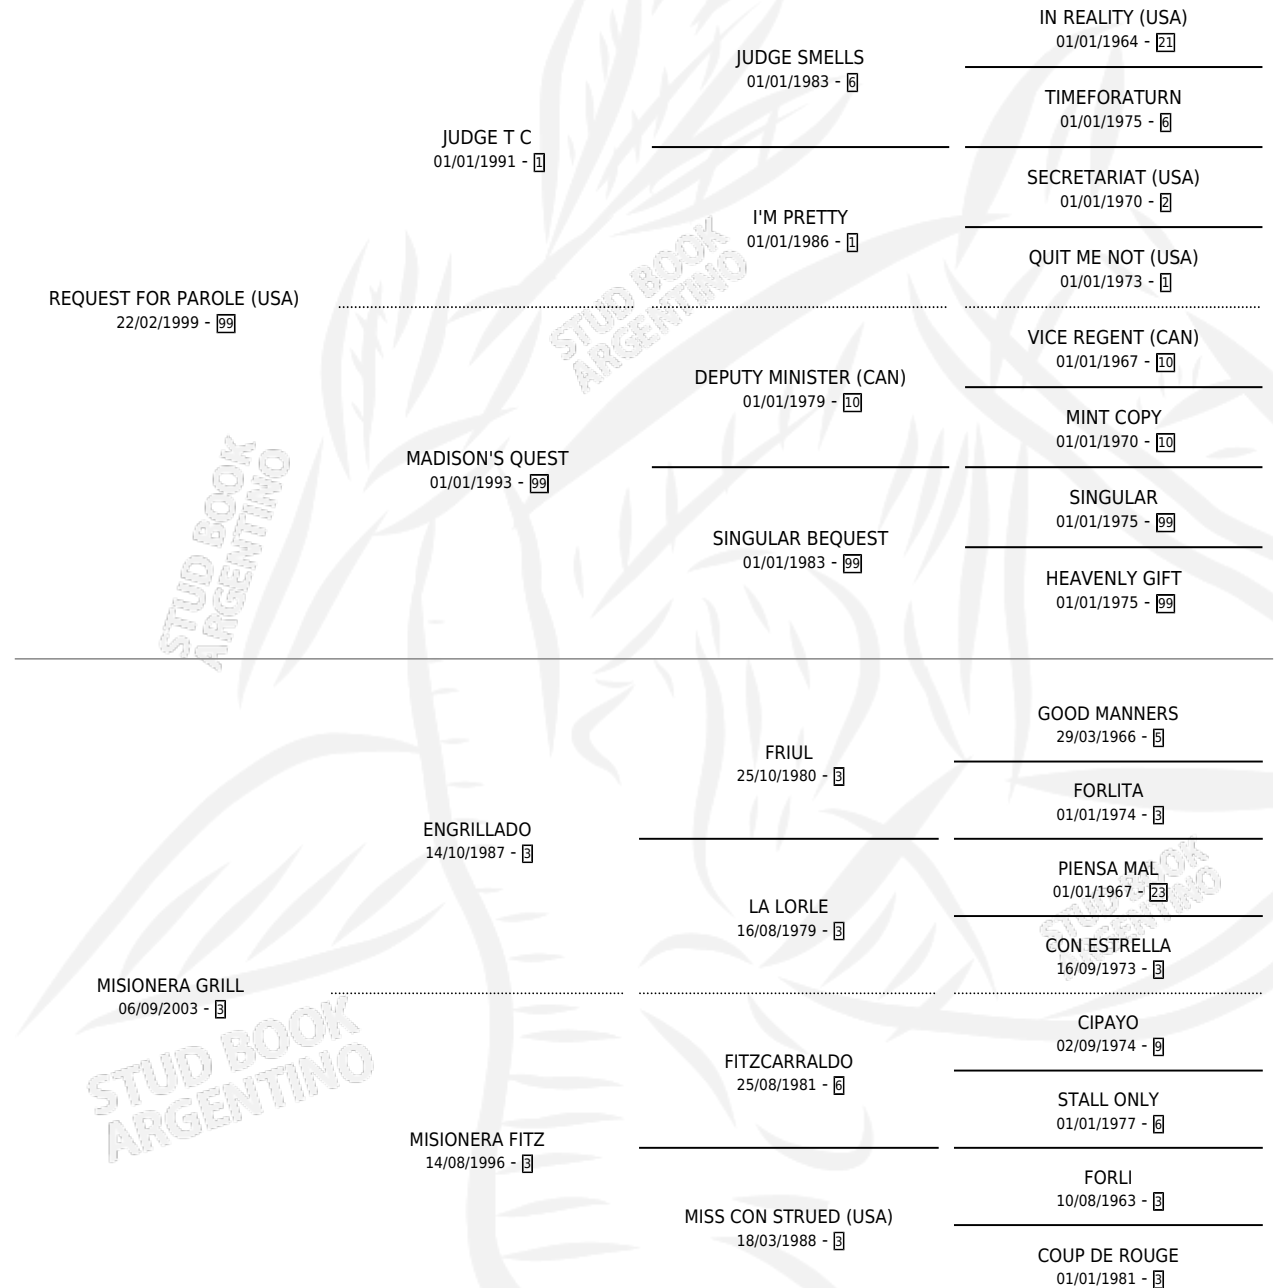 IN REALITY (USA)
01/01/1964 - 21
JUDGE SMELLS
01/01/1983 - 6
TIMEFORATURN
01/01/1975 - 6
JUDGE T C
01/01/1991 - 1
SECRETARIAT (USA)
01/01/1970 - 2
I'M PRETTY
01/01/1986 - 1
QUIT ME NOT (USA)
01/01/1973 - 1
REQUEST FOR PAROLE (USA)
22/02/1999 - 99
STUD BOOK
ARGENTINO
VICE REGENT (CAN)
01/01/1967 - 10
DEPUTY MINISTER (CAN)
01/01/1979 - 10
MINT COPY
01/01/1970 - 10
MADISON'S QUEST
01/01/1993 - 99
SINGULAR
01/01/1975 - 99
SINGULAR BEQUEST
01/01/1983 - 99
HEAVENLY GIFT
01/01/1975 - 99
STUD BOOK
ARGENTINO
GOOD MANNERS
29/03/1966 - 5
FRIUL
25/10/1980 - 3
FORLITA
01/01/1974 - 3
ENGRILLADO
14/10/1987 - 3
PIENSA MAL
01/01/1967 - 23
LA LORLE
16/08/1979 - 3
STUD BOOK
ARGENTINO
CON ESTRELLA
16/09/1973 - 3
MISIONERA GRILL
06/09/2003 - 3
CIPAYO
02/09/1974 - 9
STUD BOOK
ARGENTINO
FITZCARRALDO
25/08/1981 - 6
STALL ONLY
01/01/1977 - 6
MISIONERA FITZ
14/08/1996 - 3
FORLI
10/08/1963 - 3
MISS CON STRUED (USA)
18/03/1988 - 3
COUP DE ROUGE
01/01/1981 - 3